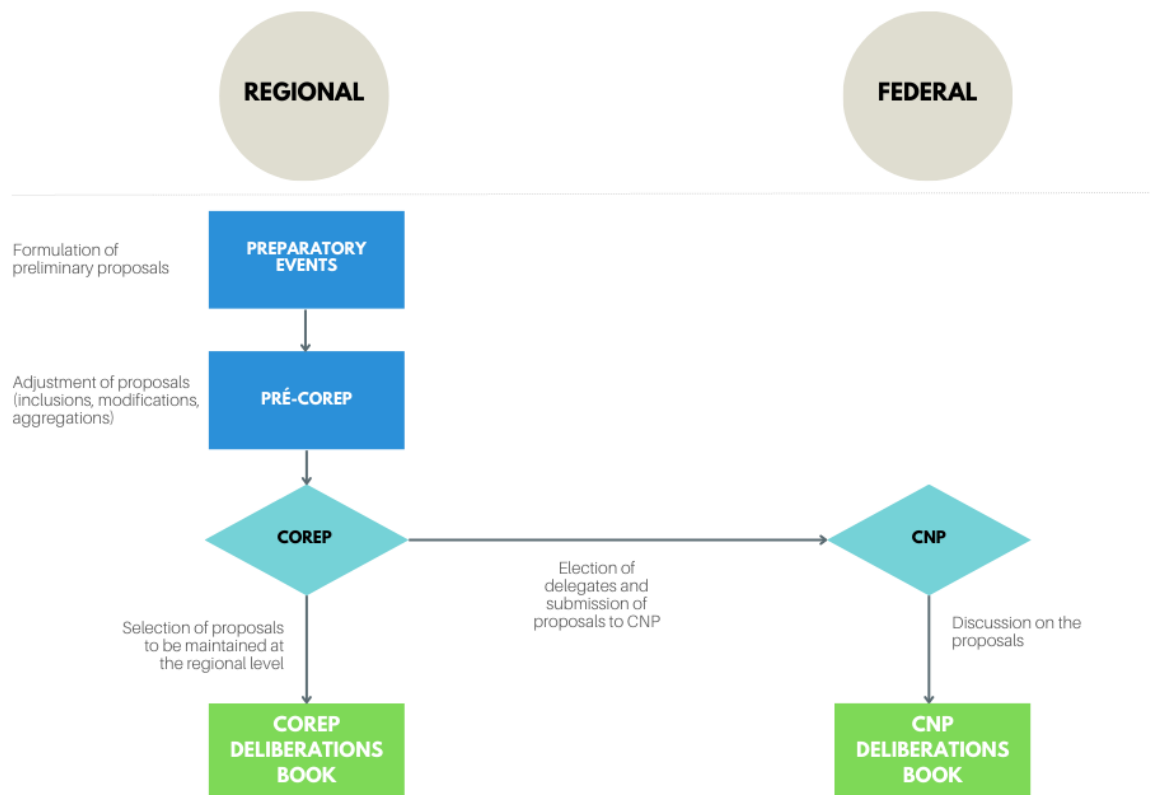 REGIONAL
FEDERAL
Formulation of
preliminary proposals
PREPARATORY
EVENTS
Adjustment of proposals
(inclusions, modifications,
aggregations)
PRÉ-COREP
COREP
CNP
Election of
delegates and
submission of
proposals to CNP
Selection of proposals
to be maintained at
the regional level
Discussion on the
proposals
COREP
DELIBERATIONS
BOOK
CNP
DELIBERATIONS
BOOK